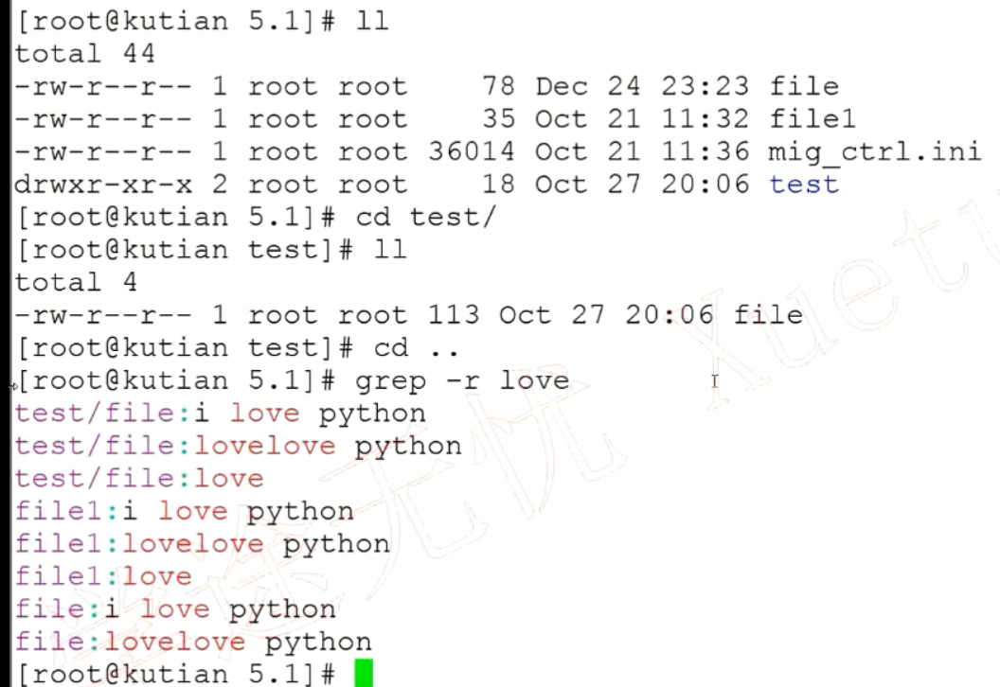 [root@kutian 5.1]# ll
total 44
-rw-r--r-- 1 root root    78 Dec 24 23:23 file
-rw-r--r-- 1 root root    35 Oct 21 11:32 file1
-rw-r--r-- 1 root root 36014 Oct 21 11:36 mig_ctrl.ini
drwxr-xr-x 2 root root    18 Oct 27 20:06 test
[root@kutian 5.1]# cd test/
[root@kutian test]# ll
total 4
-rw-r--r-- 1 root root 113 Oct 27 20:06 file
[root@kutian test]# cd ..
[root@kutian 5.1]# grep -r love
test/file:i love python
test/file:lovelove python
test/file:love
file1:i love python
file1:lovelove python
file1:love
file:i love python
file:lovelove python
[root@kutian 5.1]#
学途无忧 Xuetu